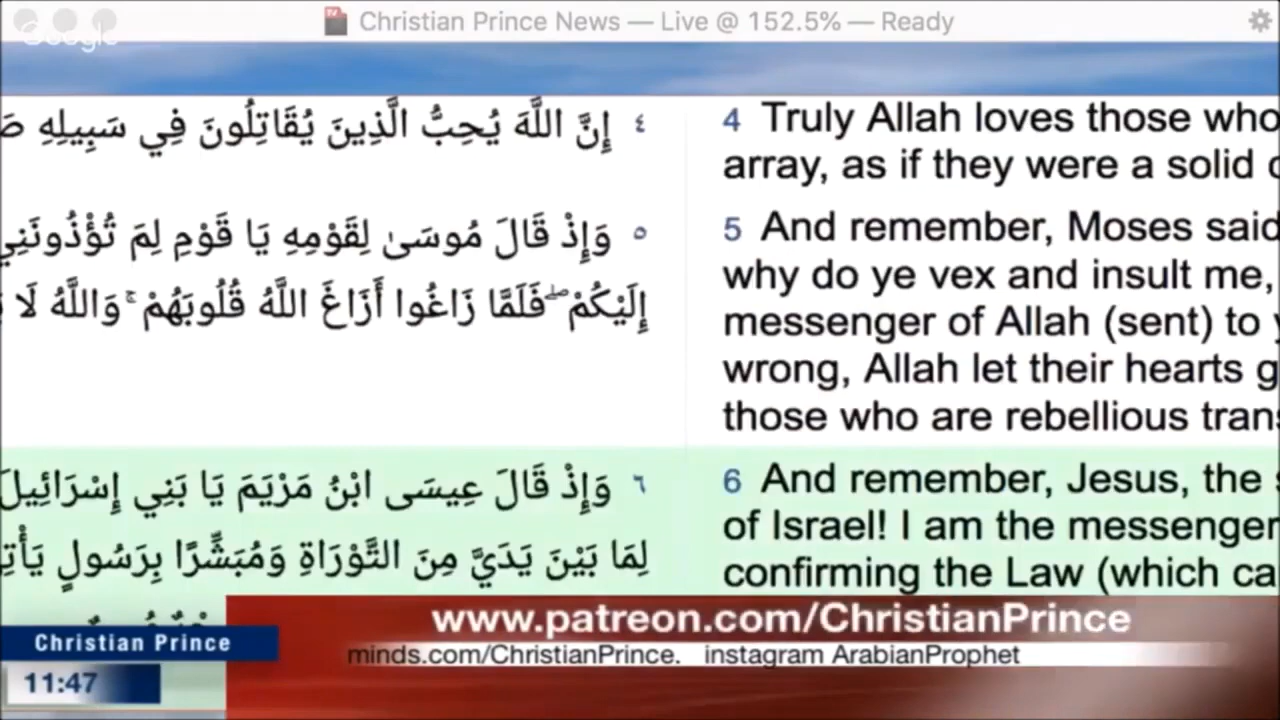 Christian Prince News — Live @ 152.5% — Ready
Google
إِنَّ اللَّهَ يُحِبُّ الَّذِينَ يُقَاتِلُونَ فِي سَبِيلِهِ ٤
وَإِذْ قَالَ مُوسَىٰ لِقَوْمِهِ يَا قَوْمِ لِمَ تُؤْذُونَنِي ٥
إِلَيْكُمْ ۖ فَلَمَّا زَاغُوا أَزَاغَ اللَّهُ قُلُوبَهُمْ ۚ وَاللَّهُ لَا
وَإِذْ قَالَ عِيسَى ابْنُ مَرْيَمَ يَا بَنِي إِسْرَائِيلَ ٦
لِمَا بَيْنَ يَدَيَّ مِنَ التَّوْرَاةِ وَمُبَشِّرًا بِرَسُولٍ
4 Truly Allah loves those who
array, as if they were a solid
5 And remember, Moses said
why do ye vex and insult me,
messenger of Allah (sent) to
wrong, Allah let their hearts
those who are rebellious
6 And remember, Jesus, the
of Israel! I am the messenger
confirming the Law (which
www.patreon.com/ChristianPrince
Christian Prince
minds.com/ChristianPrince. instagram ArabianProphet
11:47